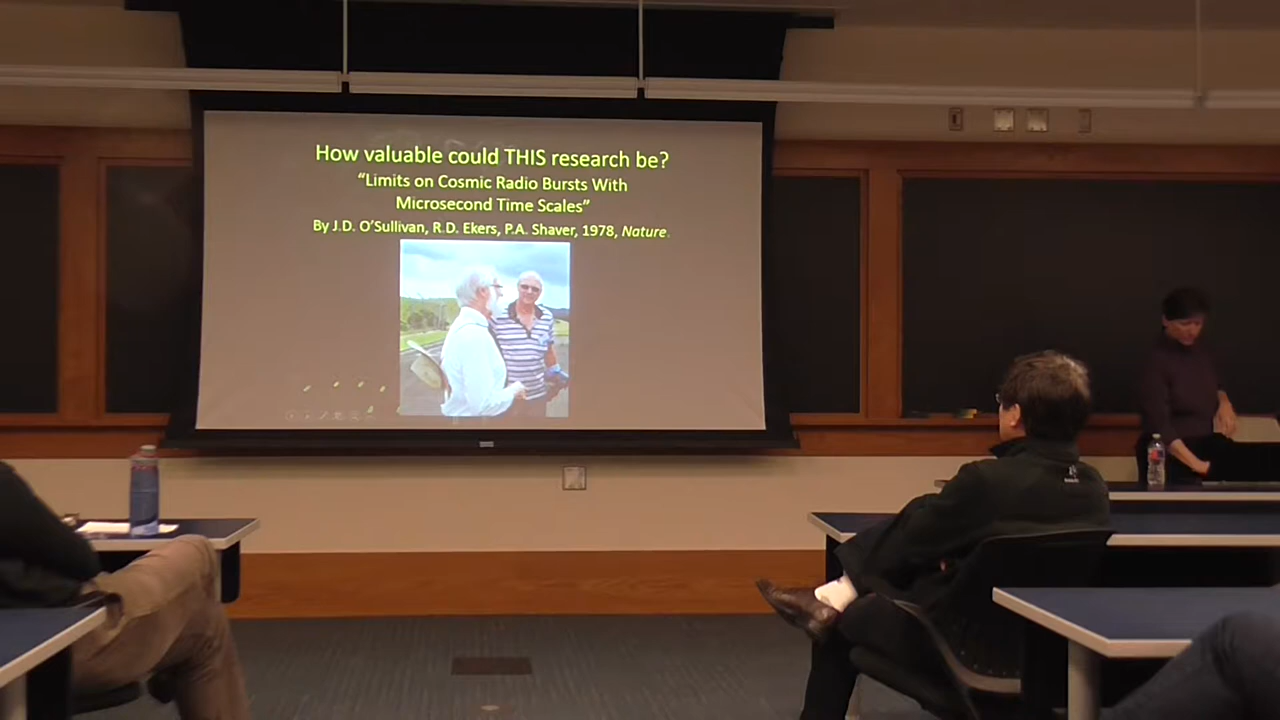 How valuable could THIS research be?
“Limits on Cosmic Radio Bursts With
Microsecond Time Scales”
By J.D. O’Sullivan, R.D. Ekers, P.A. Shaver, 1978, Nature.